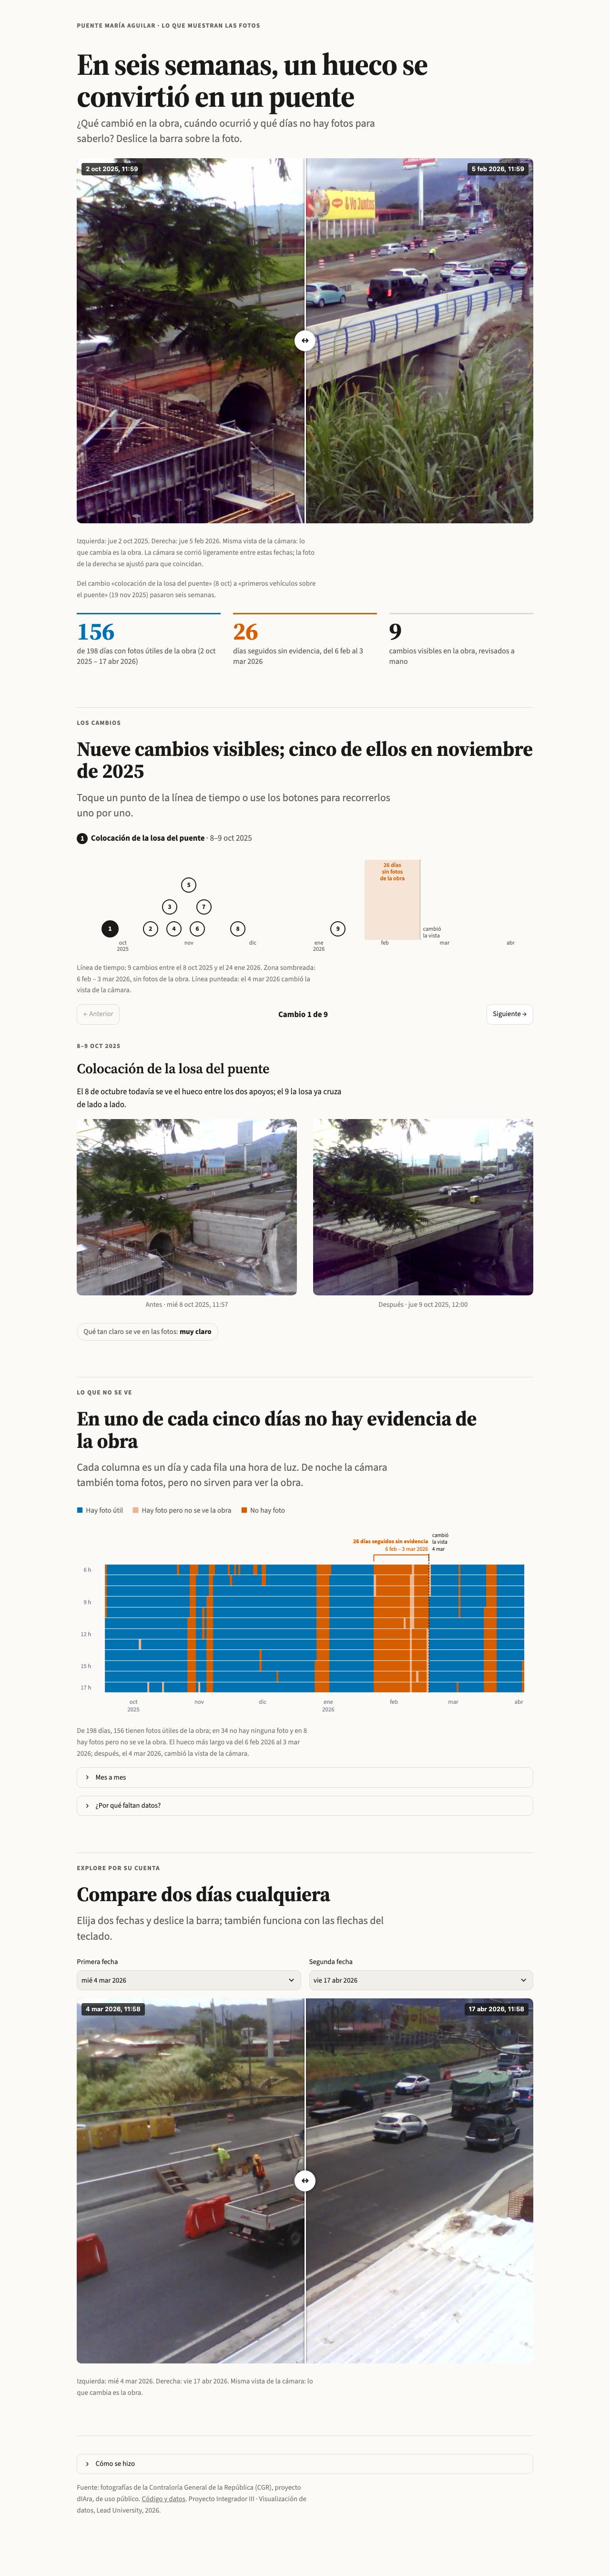 PUENTE MARÍA AGUILAR · LO QUE MUESTRAN LAS FOTOS
En seis semanas, un hueco se
convirtió en un puente
¿Qué cambió en la obra, cuándo ocurrió y qué días no hay fotos para
saberlo? Deslice la barra sobre la foto.
2 oct 2025, 11:59
5 feb 2026, 11:59
Izquierda: jue 2 oct 2025. Derecha: jue 5 feb 2026. Misma vista de la cámara: lo
que cambia es la obra. La cámara se corrió ligeramente entre estas fechas; la foto
de la derecha se ajustó para que coincidan.
Del cambio «colocación de la losa del puente» (8 oct) a «primeros vehículos sobre
el puente» (19 nov 2025) pasaron seis semanas.
156
de 198 días con fotos útiles de la obra (2 oct
2025 – 17 abr 2026)
26
días seguidos sin evidencia, del 6 feb al 3
mar 2026
9
cambios visibles en la obra, revisados a
mano
LOS CAMBIOS
Nueve cambios visibles; cinco de ellos en noviembre
de 2025
Toque un punto de la línea de tiempo o use los botones para recorrerlos
uno por uno.
1 Colocación de la losa del puente · 8–9 oct 2025
26 días
sin fotos
de la obra
5
3
7
1
2
4
6
8
9
cambió
la vista
oct
2025
nov
dic
ene
2026
feb
mar
abr
Línea de tiempo: 9 cambios entre el 8 oct 2025 y el 24 ene 2026. Zona sombreada:
6 feb – 3 mar 2026, sin fotos de la obra. Línea punteada: el 4 mar 2026 cambió la
vista de la cámara.
← Anterior
Cambio 1 de 9
Siguiente →
8–9 OCT 2025
Colocación de la losa del puente
El 8 de octubre todavía se ve el hueco entre los dos apoyos; el 9 la losa ya cruza
de lado a lado.
Antes · mié 8 oct 2025, 11:57
Después · jue 9 oct 2025, 12:00
Qué tan claro se ve en las fotos: muy claro
LO QUE NO SE VE
En uno de cada cinco días no hay evidencia de
la obra
Cada columna es un día y cada fila una hora de luz. De noche la cámara
también toma fotos, pero no sirven para ver la obra.
Hay foto útil
Hay foto pero no se ve la obra
No hay foto
26 días seguidos sin evidencia
6 feb – 3 mar 2026
cambió
la vista
4 mar
6 h
9 h
12 h
15 h
17 h
oct
2025
nov
dic
ene
2026
feb
mar
abr
De 198 días, 156 tienen fotos útiles de la obra; en 34 no hay ninguna foto y en 8
hay fotos pero no se ve la obra. El hueco más largo va del 6 feb 2026 al 3 mar
2026; después, el 4 mar 2026, cambió la vista de la cámara.
Mes a mes
¿Por qué faltan datos?
EXPLORE POR SU CUENTA
Compare dos días cualquiera
Elija dos fechas y deslice la barra; también funciona con las flechas del
teclado.
Primera fecha
Segunda fecha
mié 4 mar 2026
vie 17 abr 2026
4 mar 2026, 11:58
17 abr 2026, 11:58
Izquierda: mié 4 mar 2026. Derecha: vie 17 abr 2026. Misma vista de la cámara: lo
que cambia es la obra.
Cómo se hizo
Fuente: fotografías de la Contraloría General de la República (CGR), proyecto
dIAra, de uso público. Código y datos. Proyecto Integrador III · Visualización de
datos, Lead University, 2026.